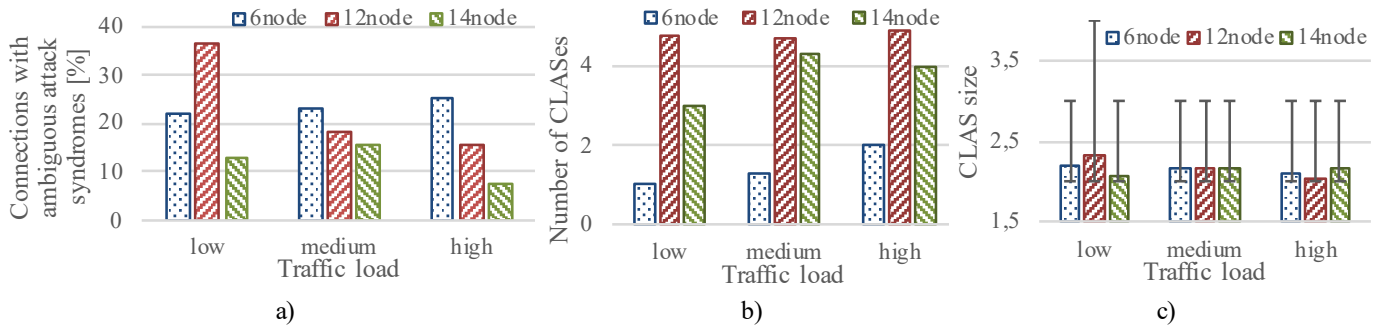 6node 12node 14node
Connections with
ambiguous attack
syndromes [%]
40
30
20
10
0
low medium high
Traffic load
a)
6node 12node 14node
Number of CLASes
4
2
0
low medium high
Traffic load
b)
6node 12node 14node
CLAS size
3,5
2,5
1,5
low medium high
Traffic load
c)